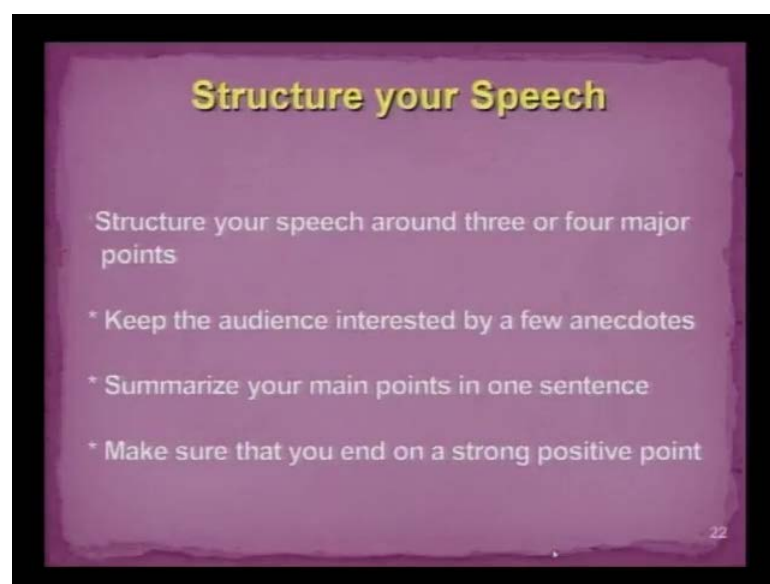 Structure your Speech
Structure your speech around three or four major
points
* Keep the audience interested by a few anecdotes
* Summarize your main points in one sentence
* Make sure that you end on a strong positive point
22